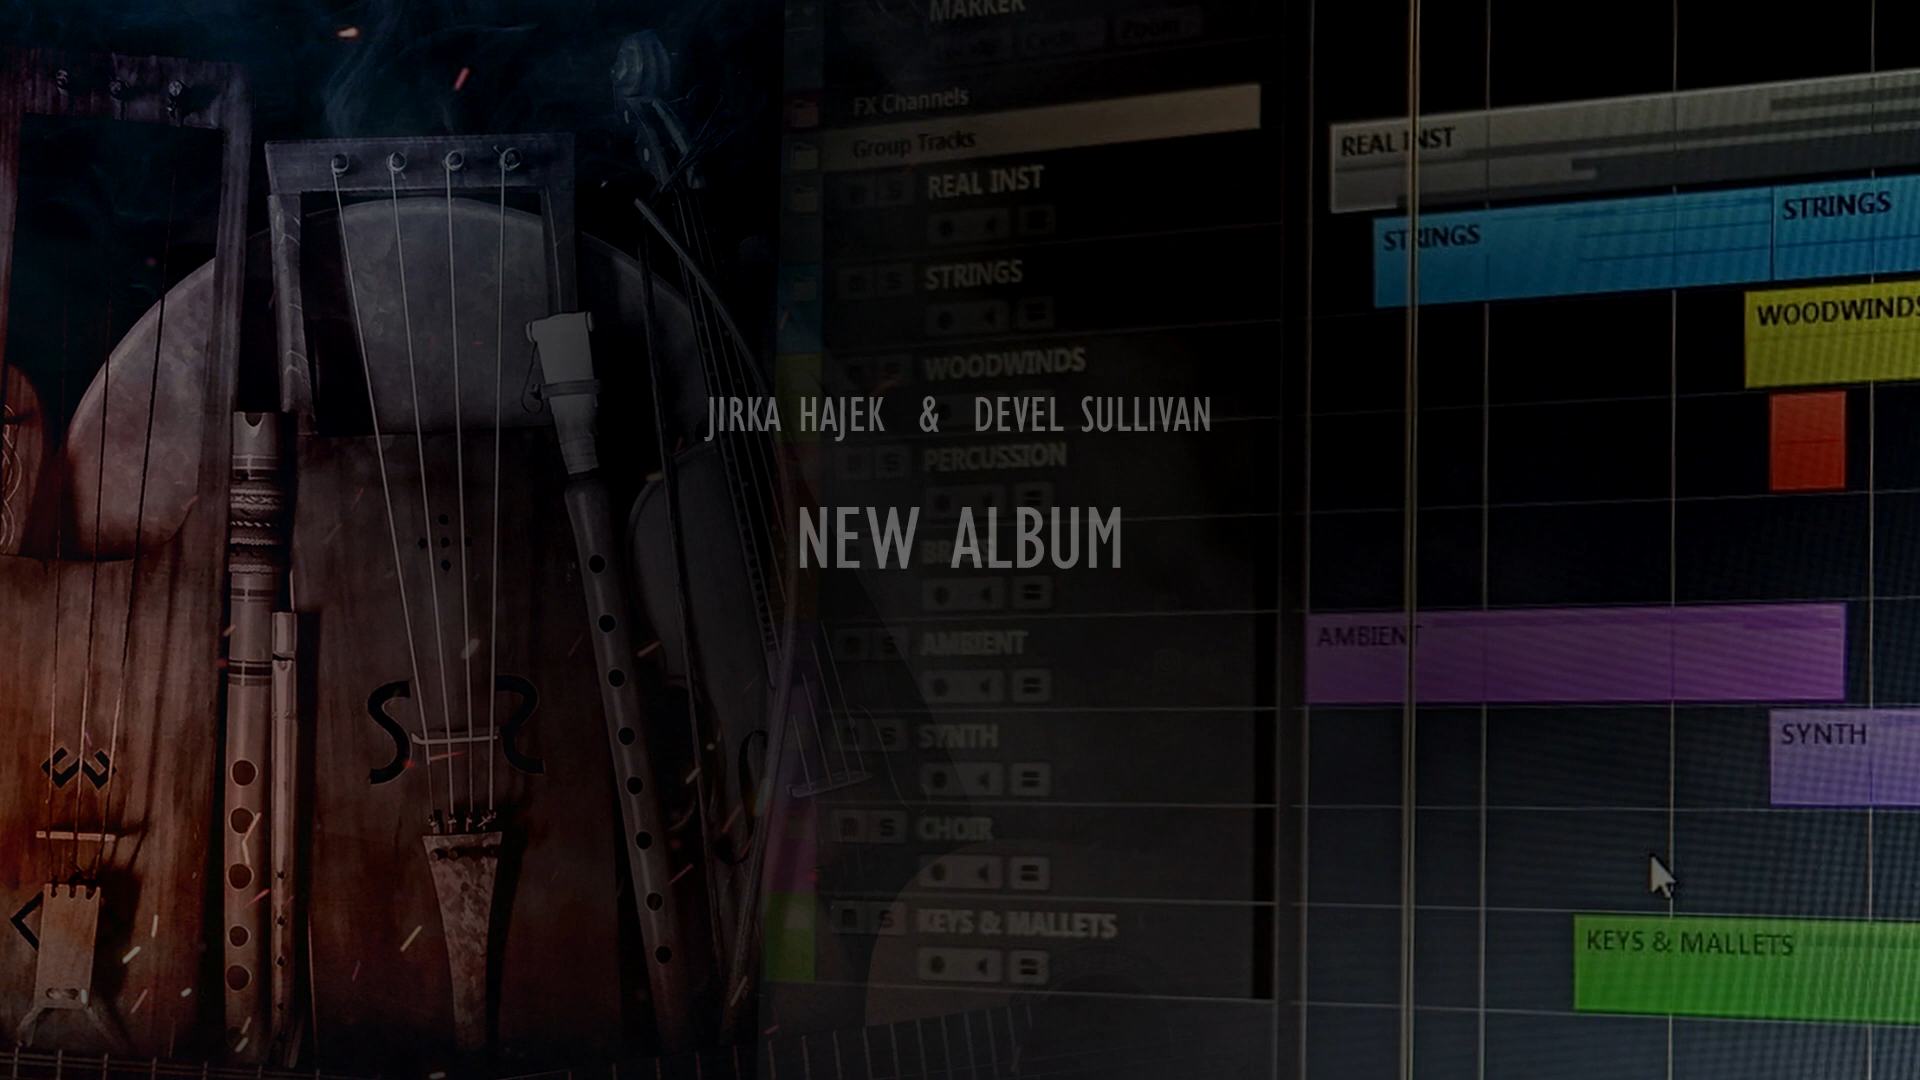 MARKER
FX Channels
Group Tracks
REAL INST
STRINGS
WOODWINDS
JIRKA HAJEK & DEVEL SULLIVAN
PERCUSSION
NEW ALBUM
AMBIENT
SYNTH
CHOIR
KEYS & MALLETS
REAL INST
STRINGS
STRINGS
WOODWINDS
AMBIENT
SYNTH
KEYS & MALLETS